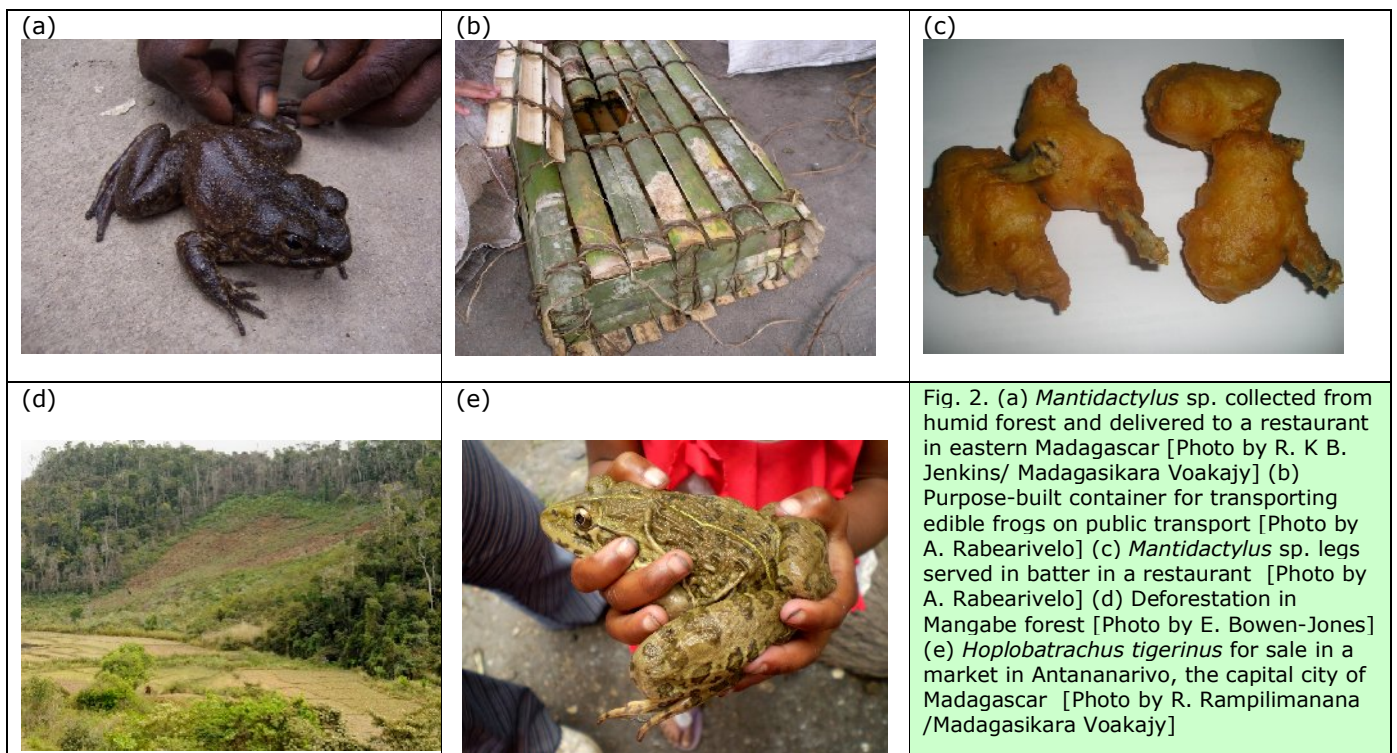 (a)
(b)
(c)
(d)
(e)
Fig. 2. (a) Mantidactylus sp. collected from
humid forest and delivered to a restaurant
in eastern Madagascar [Photo by R. K B.
Jenkins/ Madagasikara Voakajy] (b)
Purpose-built container for transporting
edible frogs on public transport [Photo by
A. Rabearivelo] (c) Mantidactylus sp. legs
served in batter in a restaurant [Photo by
A. Rabearivelo] (d) Deforestation in
Mangabe forest [Photo by E. Bowen-Jones]
(e) Hoplobatrachus tigerinus for sale in a
market in Antananarivo, the capital city of
Madagascar [Photo by R. Rampilimanana
/Madagasikara Voakajy]